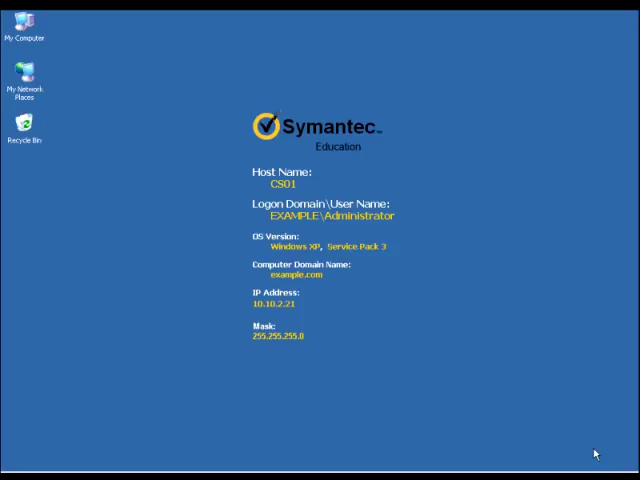 My Computer
My Network
Places
Recycle Bin
Symantec™
Education
Host Name:
CS01
Logon Domain\User Name:
EXAMPLE\Administrator
OS Version:
Windows XP, Service Pack 3
Computer Domain Name:
example.com
IP Address:
10.10.2.21
Mask:
255.255.255.0